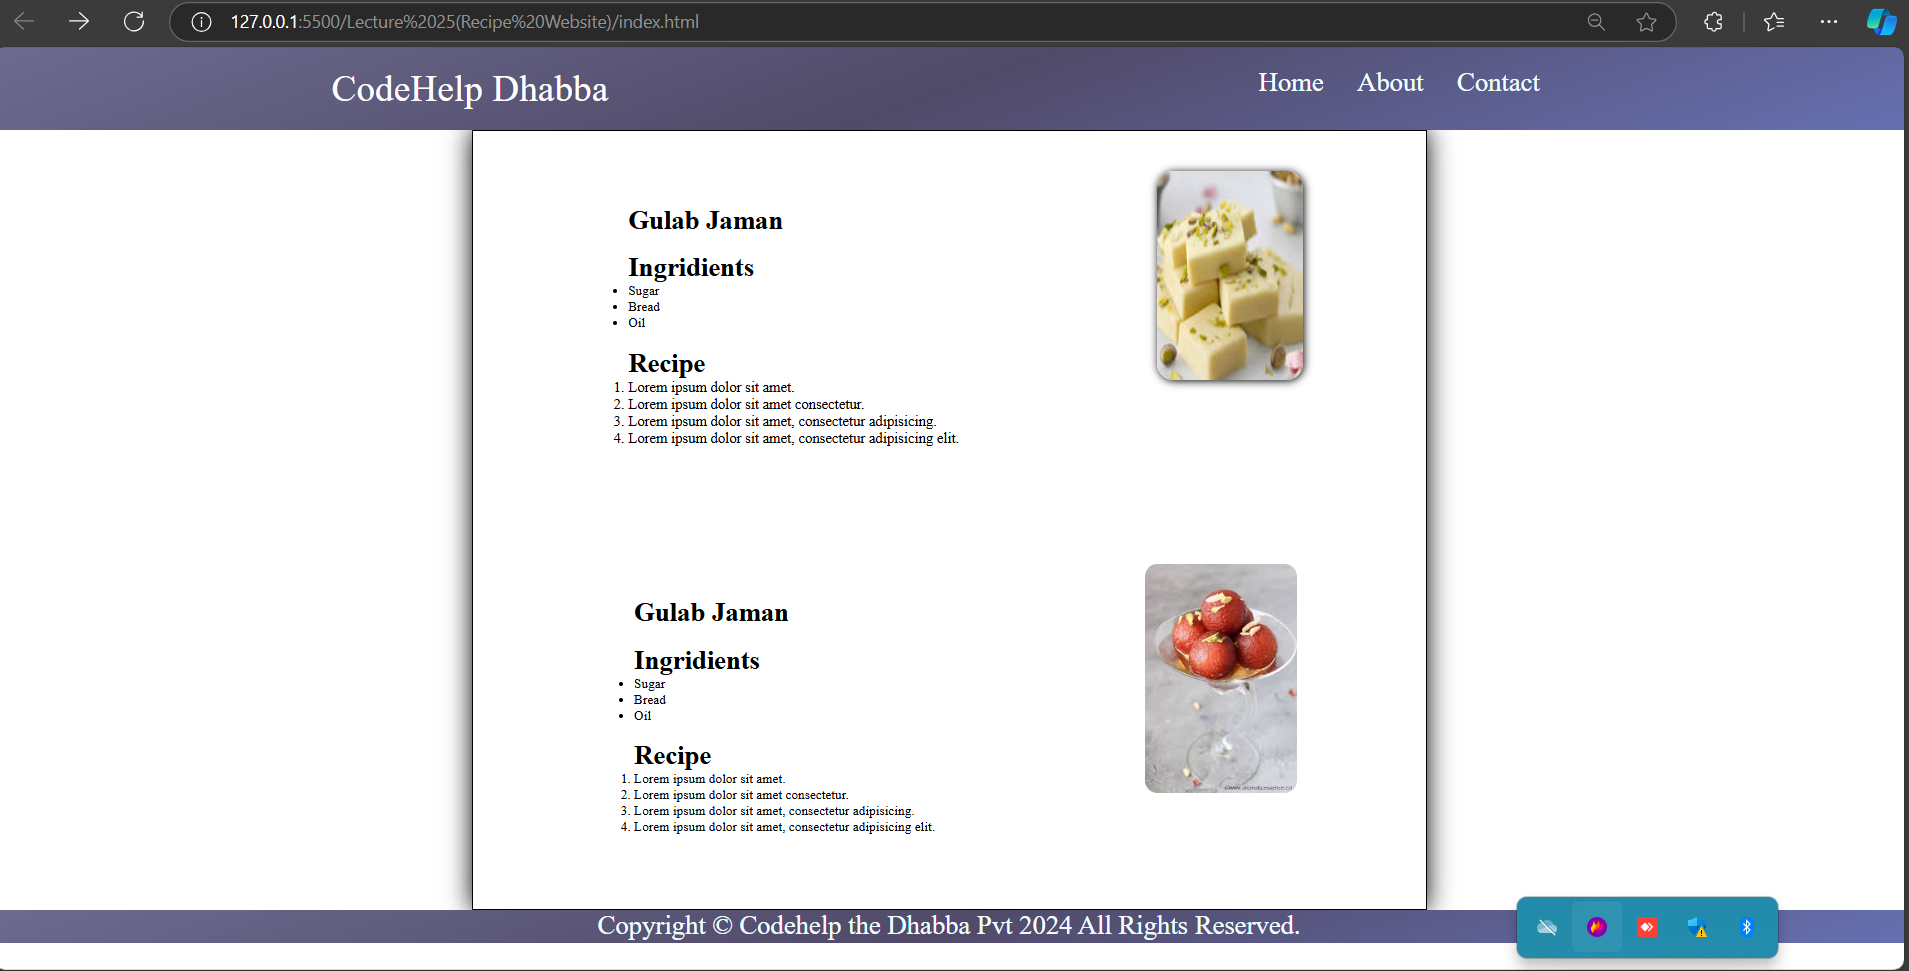 127.0.0.1:5500/Lecture%2025(Recipe%20Website)/index.html
CodeHelp Dhabba
Home About Contact
Gulab Jaman
Ingridients
• Sugar
• Bread
• Oil
Recipe
1. Lorem ipsum dolor sit amet.
2. Lorem ipsum dolor sit amet consectetur.
3. Lorem ipsum dolor sit amet, consectetur adipisicing.
4. Lorem ipsum dolor sit amet, consectetur adipisicing elit.
Gulab Jaman
Ingridients
• Sugar
• Bread
• Oil
Recipe
1. Lorem ipsum dolor sit amet.
2. Lorem ipsum dolor sit amet consectetur.
3. Lorem ipsum dolor sit amet, consectetur adipisicing.
4. Lorem ipsum dolor sit amet, consectetur adipisicing elit.
Copyright © Codehelp the Dhabba Pvt 2024 All Rights Reserved.